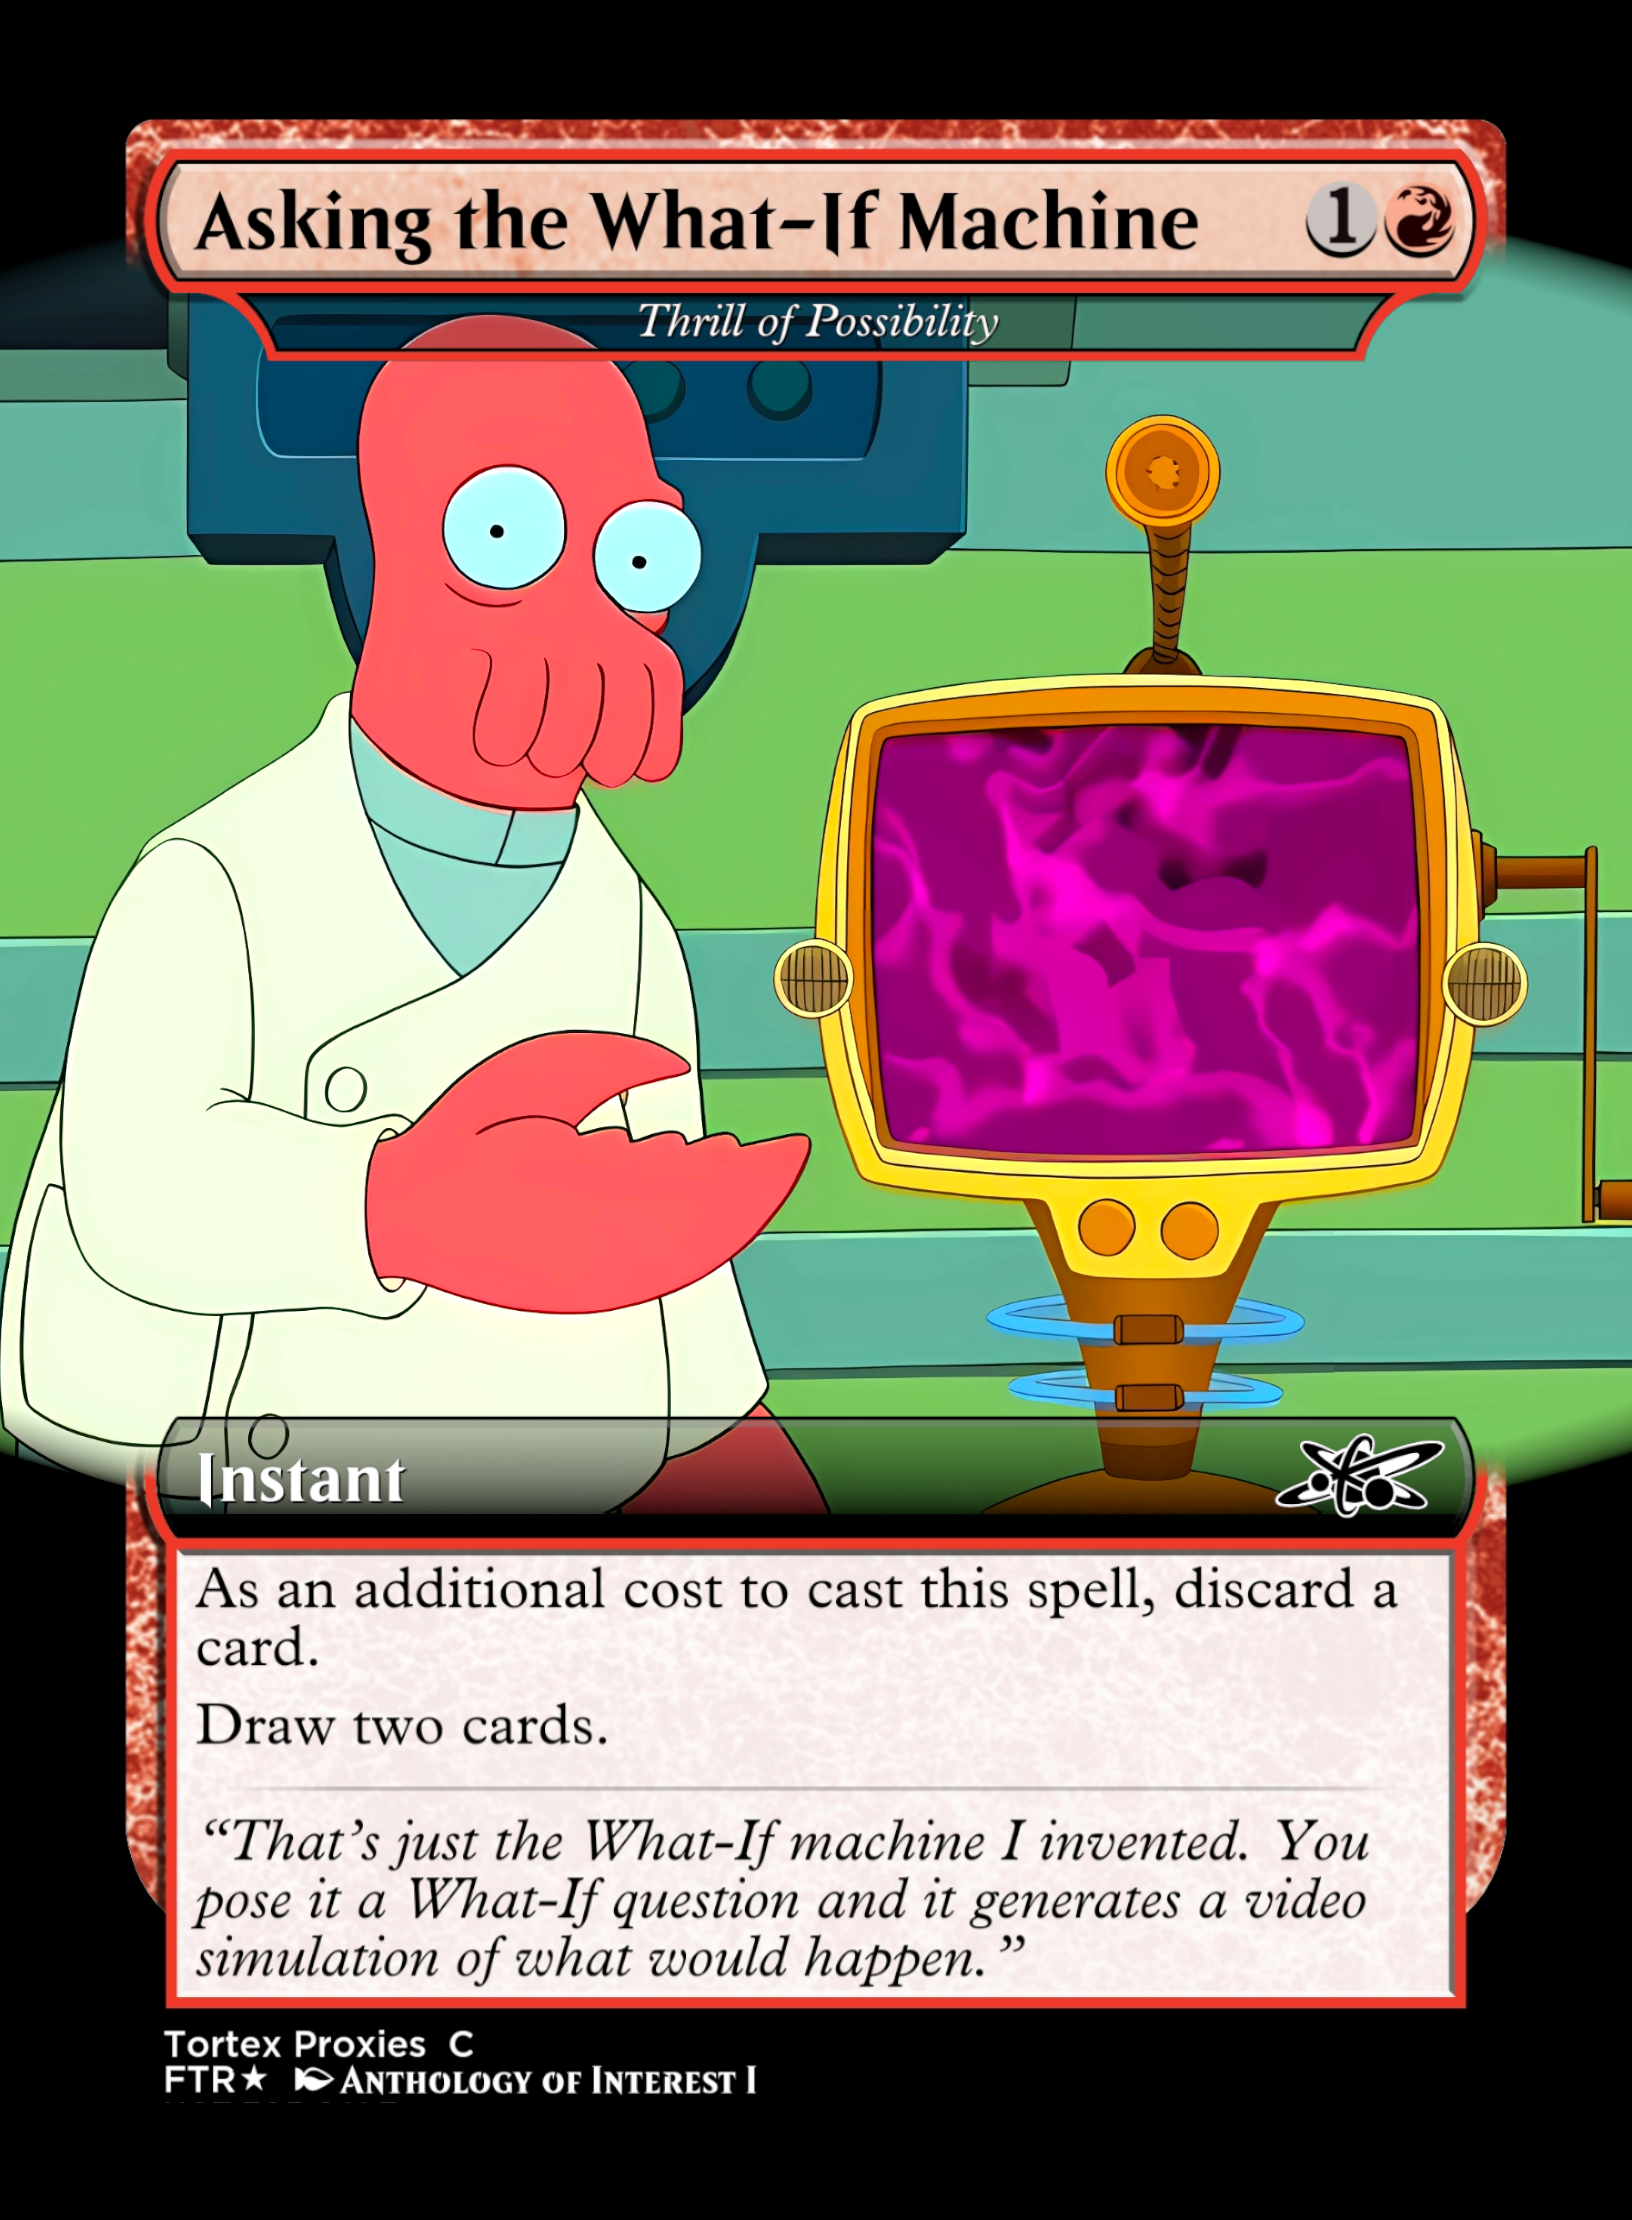 Asking the What-If Machine 1
Thrill of Possibility
Instant
As an additional cost to cast this spell, discard a
card.
Draw two cards.
“That’s just the What-If machine I invented. You
pose it a What-If question and it generates a video
simulation of what would happen.”
Tortex Proxies C
FTR★ Anthology of Interest I